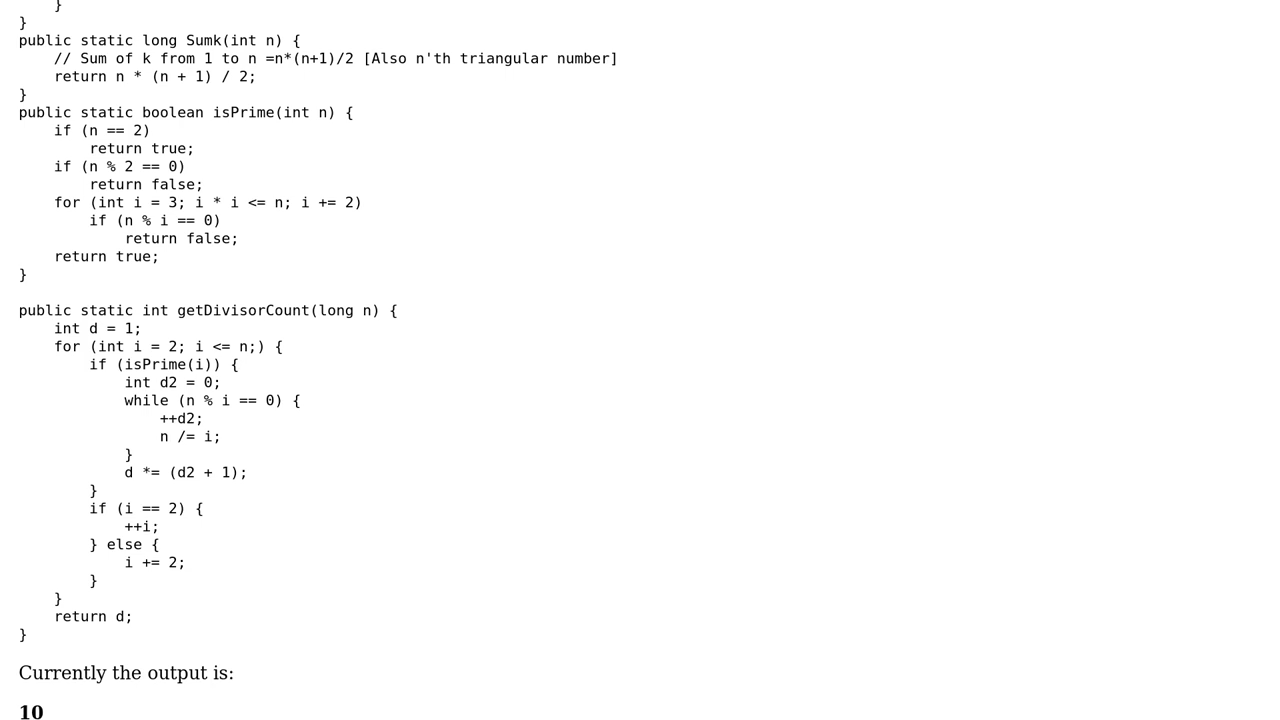 }
}
public static long Sumk(int n) {
    // Sum of k from 1 to n =n*(n+1)/2 [Also n'th triangular number]
    return n * (n + 1) / 2;
}
public static boolean isPrime(int n) {
    if (n == 2)
        return true;
    if (n % 2 == 0)
        return false;
    for (int i = 3; i * i <= n; i += 2)
        if (n % i == 0)
            return false;
    return true;
}

public static int getDivisorCount(long n) {
    int d = 1;
    for (int i = 2; i <= n;) {
        if (isPrime(i)) {
            int d2 = 0;
            while (n % i == 0) {
                ++d2;
                n /= i;
            }
            d *= (d2 + 1);
        }
        if (i == 2) {
            ++i;
        } else {
            i += 2;
        }
    }
    return d;
}
Currently the output is:
10